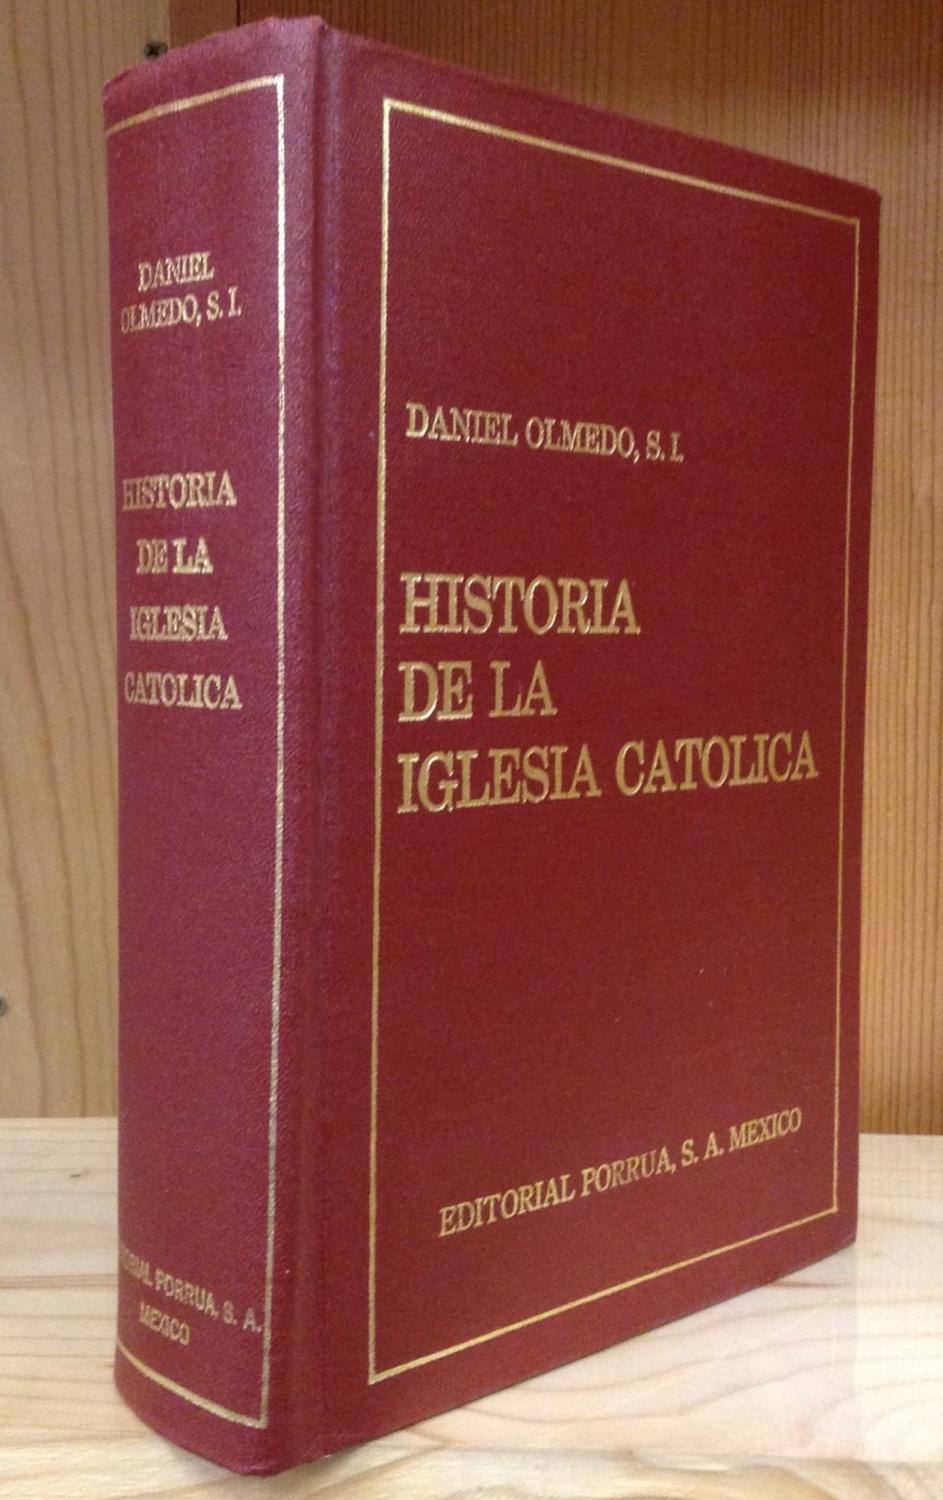 DANIEL
OLMEDO, S. I.
HISTORIA
DE LA
IGLESIA
CATOLICA
PORRUA, S. A.
MEXICO
DANIEL OLMEDO, S. I.
HISTORIA
DE LA
IGLESIA CATOLICA
EDITORIAL PORRUA, S. A. MEXICO